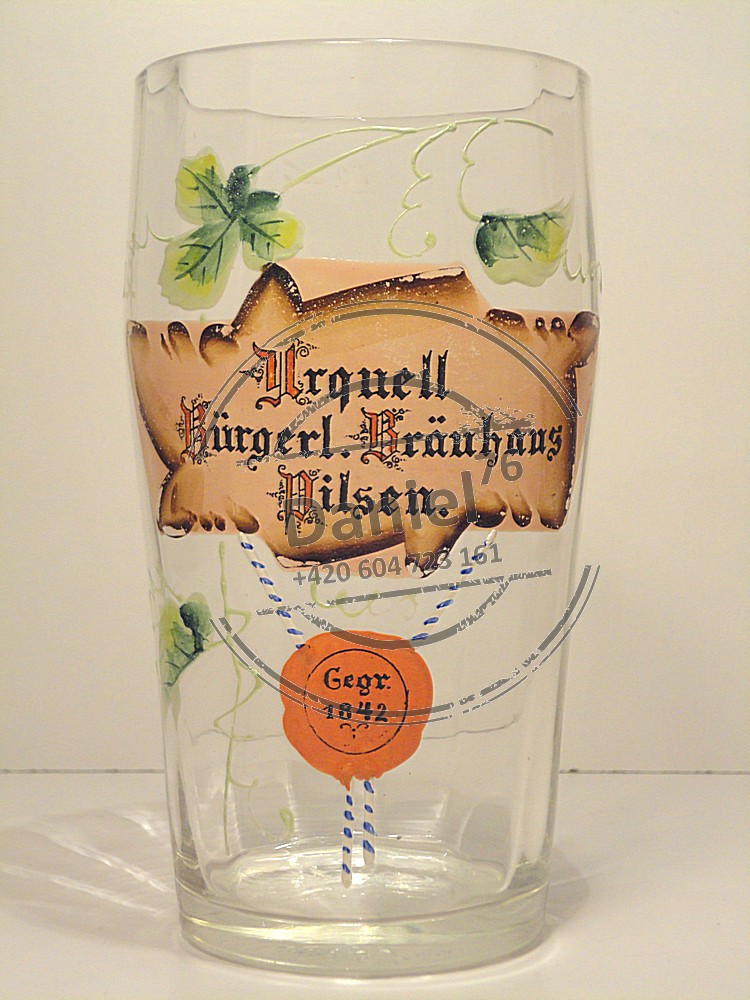 Urquell
Bürgerl. Bräuhaus
Pilsen.
Daniel76
+420 604 723 161
Gegr.
1842